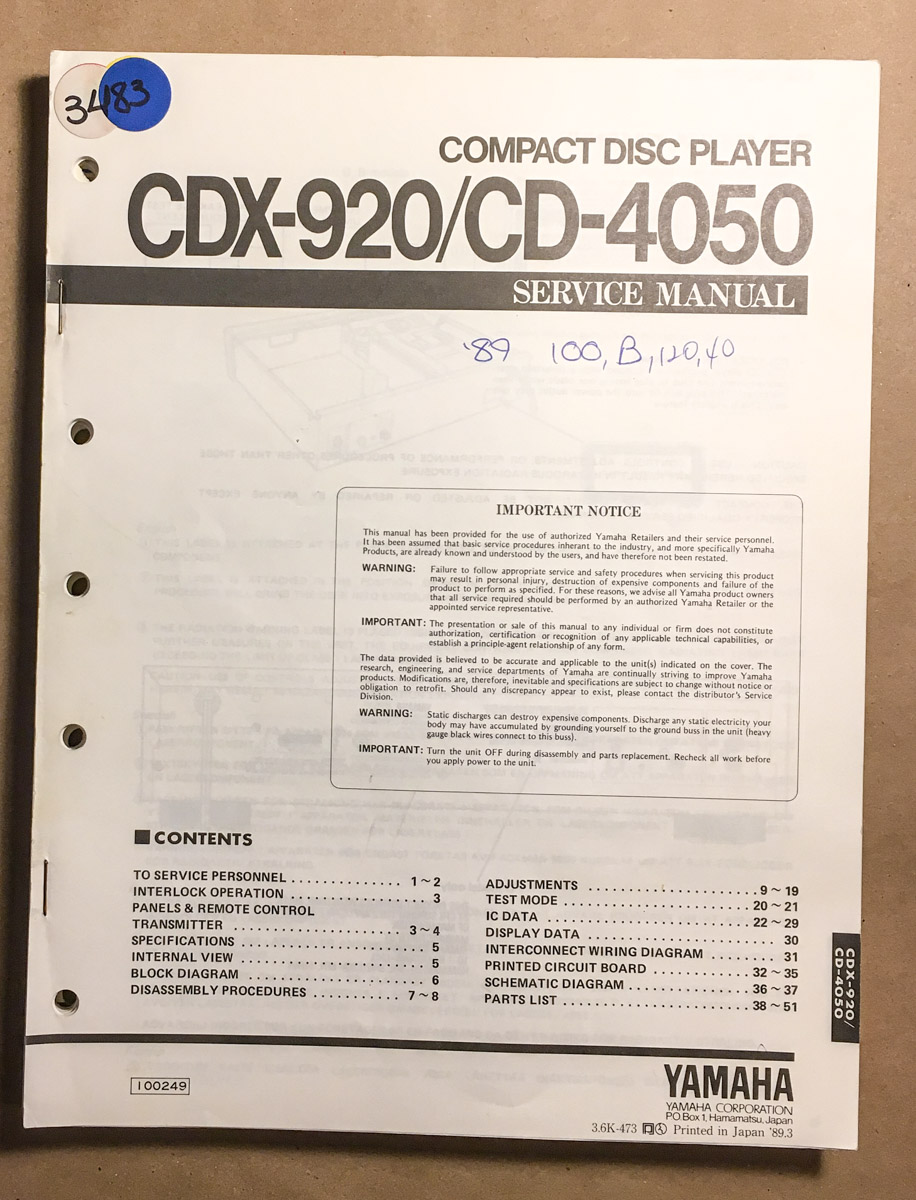 3483
COMPACT DISC PLAYER
CDX-920/CD-4050
SERVICE MANUAL
'89 100, B, 120, 40
IMPORTANT NOTICE
This manual has been provided for the use of authorized Yamaha Retailers and their service personnel.
It has been assumed that basic service procedures inherant to the industry, and more specifically Yamaha
Products, are already known and understood by the users, and have therefore not been restated.
WARNING: Failure to follow appropriate service and safety procedures when servicing this product
may result in personal injury, destruction of expensive components and failure of the
product to perform as specified. For these reasons, we advise all Yamaha product owners
that all service required should be performed by an authorized Yamaha Retailer or the
appointed service representative.
IMPORTANT: The presentation or sale of this manual to any individual or firm does not constitute
authorization, certification or recognition of any applicable technical capabilities, or
establish a principle-agent relationship of any form.
The data provided is believed to be accurate and applicable to the unit(s) indicated on the cover. The
research, engineering, and service departments of Yamaha are continually striving to improve Yamaha
products. Modifications are, therefore, inevitable and specifications are subject to change without notice or
obligation to retrofit. Should any discrepancy appear to exist, please contact the distributor's Service
Division.
WARNING: Static discharges can destroy expensive components. Discharge any static electricity your
body may have accumulated by grounding yourself to the ground buss in the unit (heavy
gauge black wires connect to this buss).
IMPORTANT: Turn the unit OFF during disassembly and parts replacement. Recheck all work before
you apply power to the unit.
■CONTENTS
TO SERVICE PERSONNEL .............. 1~2
INTERLOCK OPERATION .................. 3
PANELS & REMOTE CONTROL
TRANSMITTER ....................... 3~4
SPECIFICATIONS ......................... 5
INTERNAL VIEW ......................... 5
BLOCK DIAGRAM ........................ 6
DISASSEMBLY PROCEDURES ........... 7~8
ADJUSTMENTS ...................... 9~19
TEST MODE ......................... 20~21
IC DATA ............................ 22~29
DISPLAY DATA .......................... 30
INTERCONNECT WIRING DIAGRAM ......... 31
PRINTED CIRCUIT BOARD ............. 32~35
SCHEMATIC DIAGRAM ................ 36~37
PARTS LIST ......................... 38~51
CDX-920/
CD-4050
100249
YAMAHA
YAMAHA CORPORATION
P.O.Box 1, Hamamatsu, Japan
3.6K-473 Printed in Japan '89.3